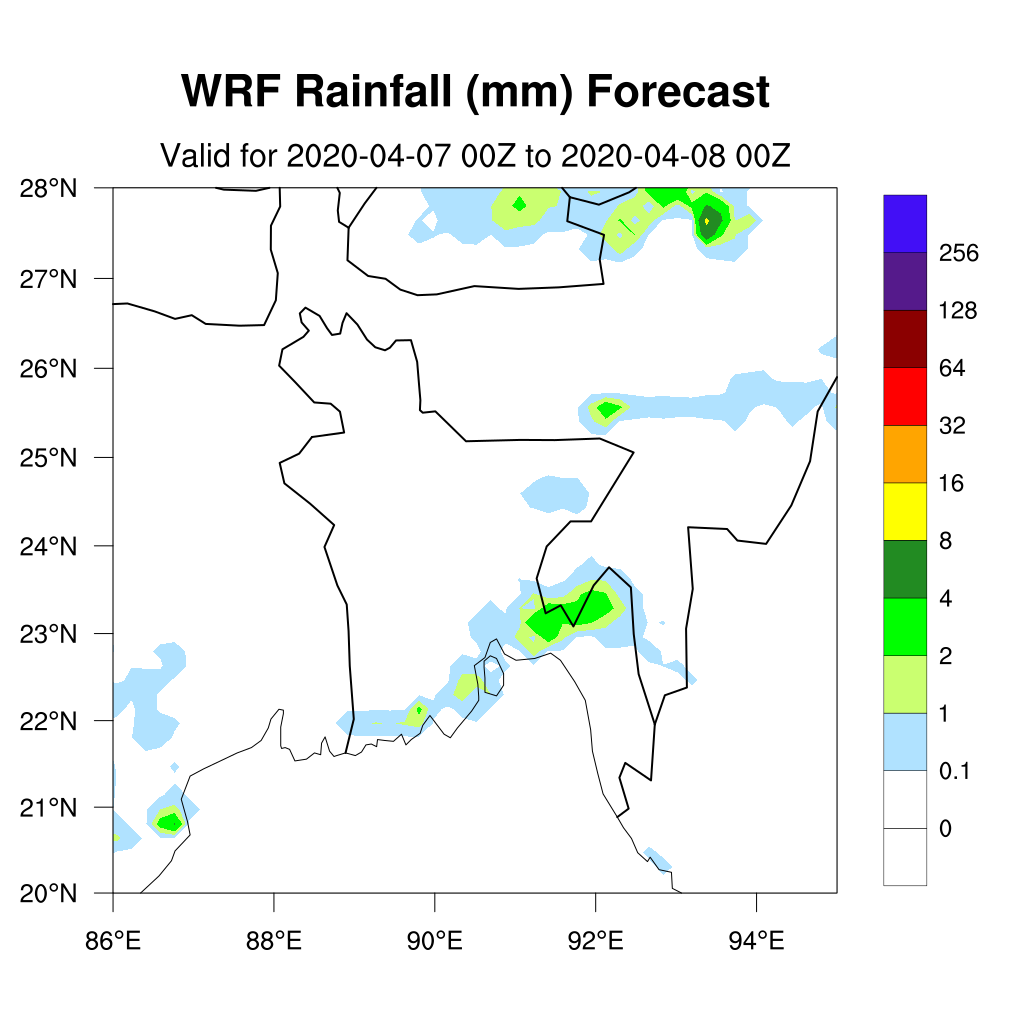 WRF Rainfall (mm) Forecast
Valid for 2020-04-07 00Z to 2020-04-08 00Z
28°N
27°N
26°N
25°N
24°N
23°N
22°N
21°N
20°N
86°E
88°E
90°E
92°E
94°E
256
128
64
32
16
8
4
2
1
0.1
0